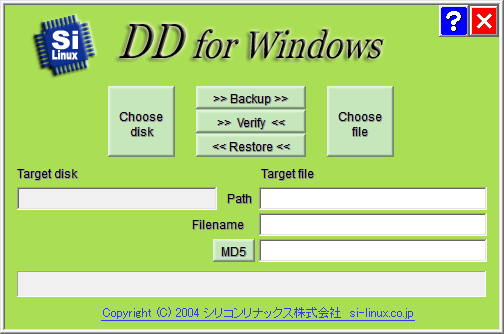 Si
Linux
DD for Windows
?
Choose
disk
>> Backup >>
>> Verify <<
<< Restore <<
Choose
file
Target disk
Target file
Path
Filename
MD5
Copyright (C) 2004 シリコンリナックス株式会社 si-linux.co.jp